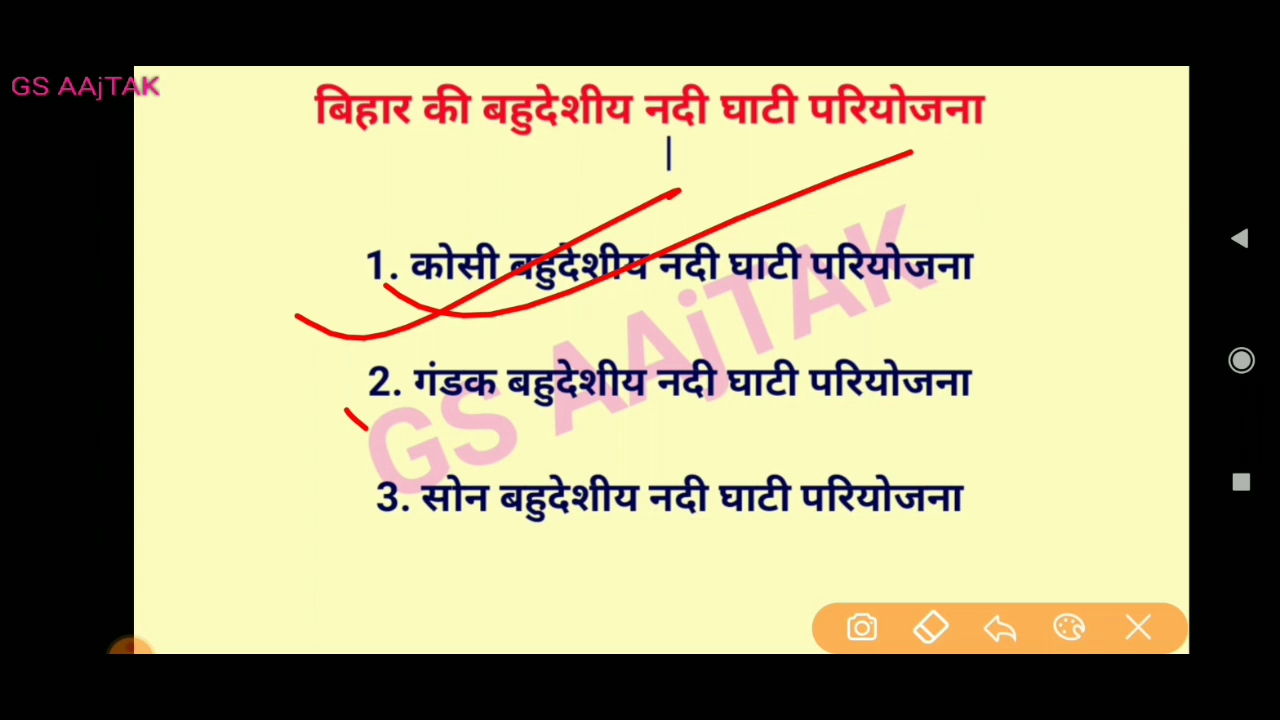 GS AAjTAK
बिहार की बहुदेशीय नदी घाटी परियोजना
1. कोसी बहुदेशीय नदी घाटी परियोजना
2. गंडक बहुदेशीय नदी घाटी परियोजना
3. सोन बहुदेशीय नदी घाटी परियोजना
GS AAjTAK